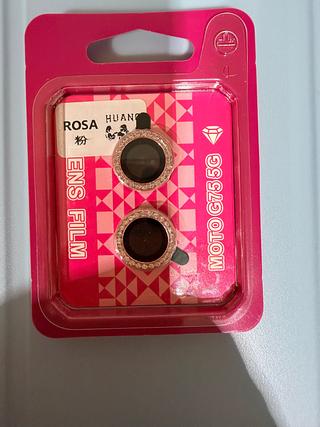 ROSA
粉
HUANG
ENS FILM
MOTO G75 5G